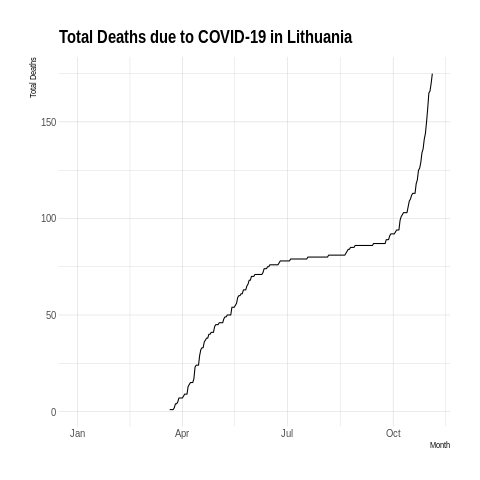 Total Deaths due to COVID-19 in Lithuania
Total Deaths
150
100
50
0
Jan Apr Jul Oct
Month